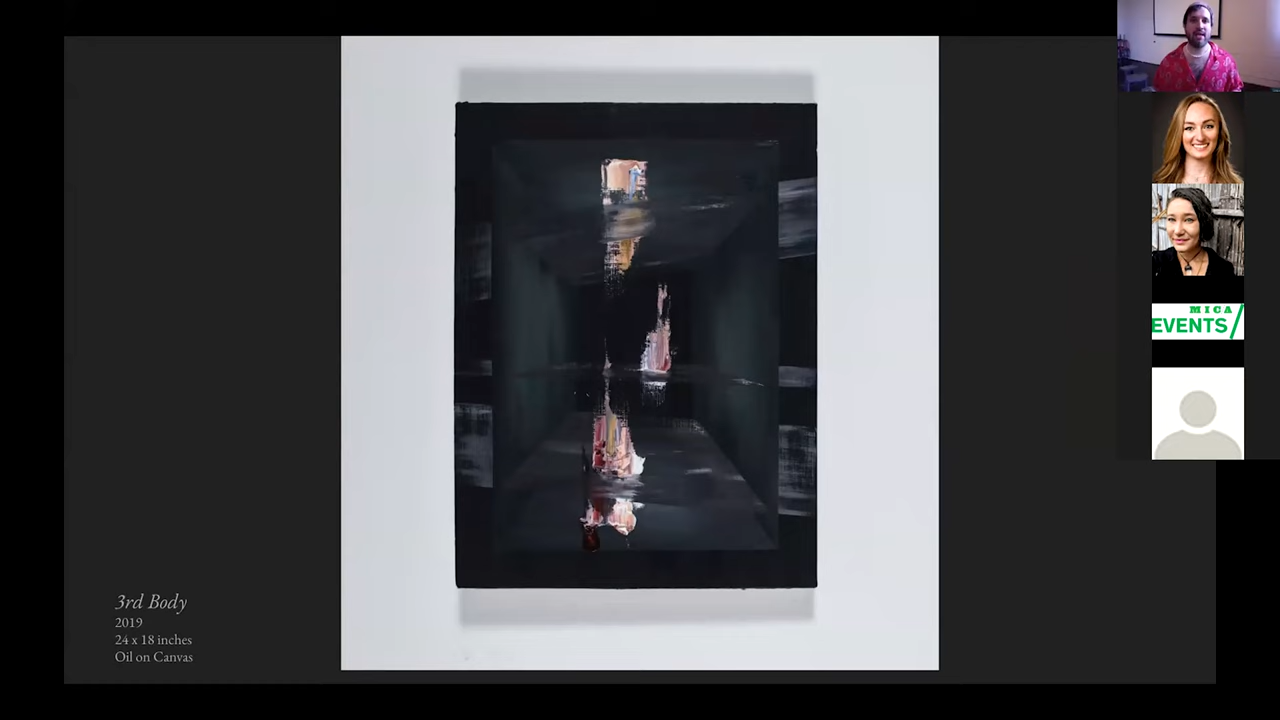 MICA
EVENTS/
3rd Body
2019
24 x 18 inches
Oil on Canvas